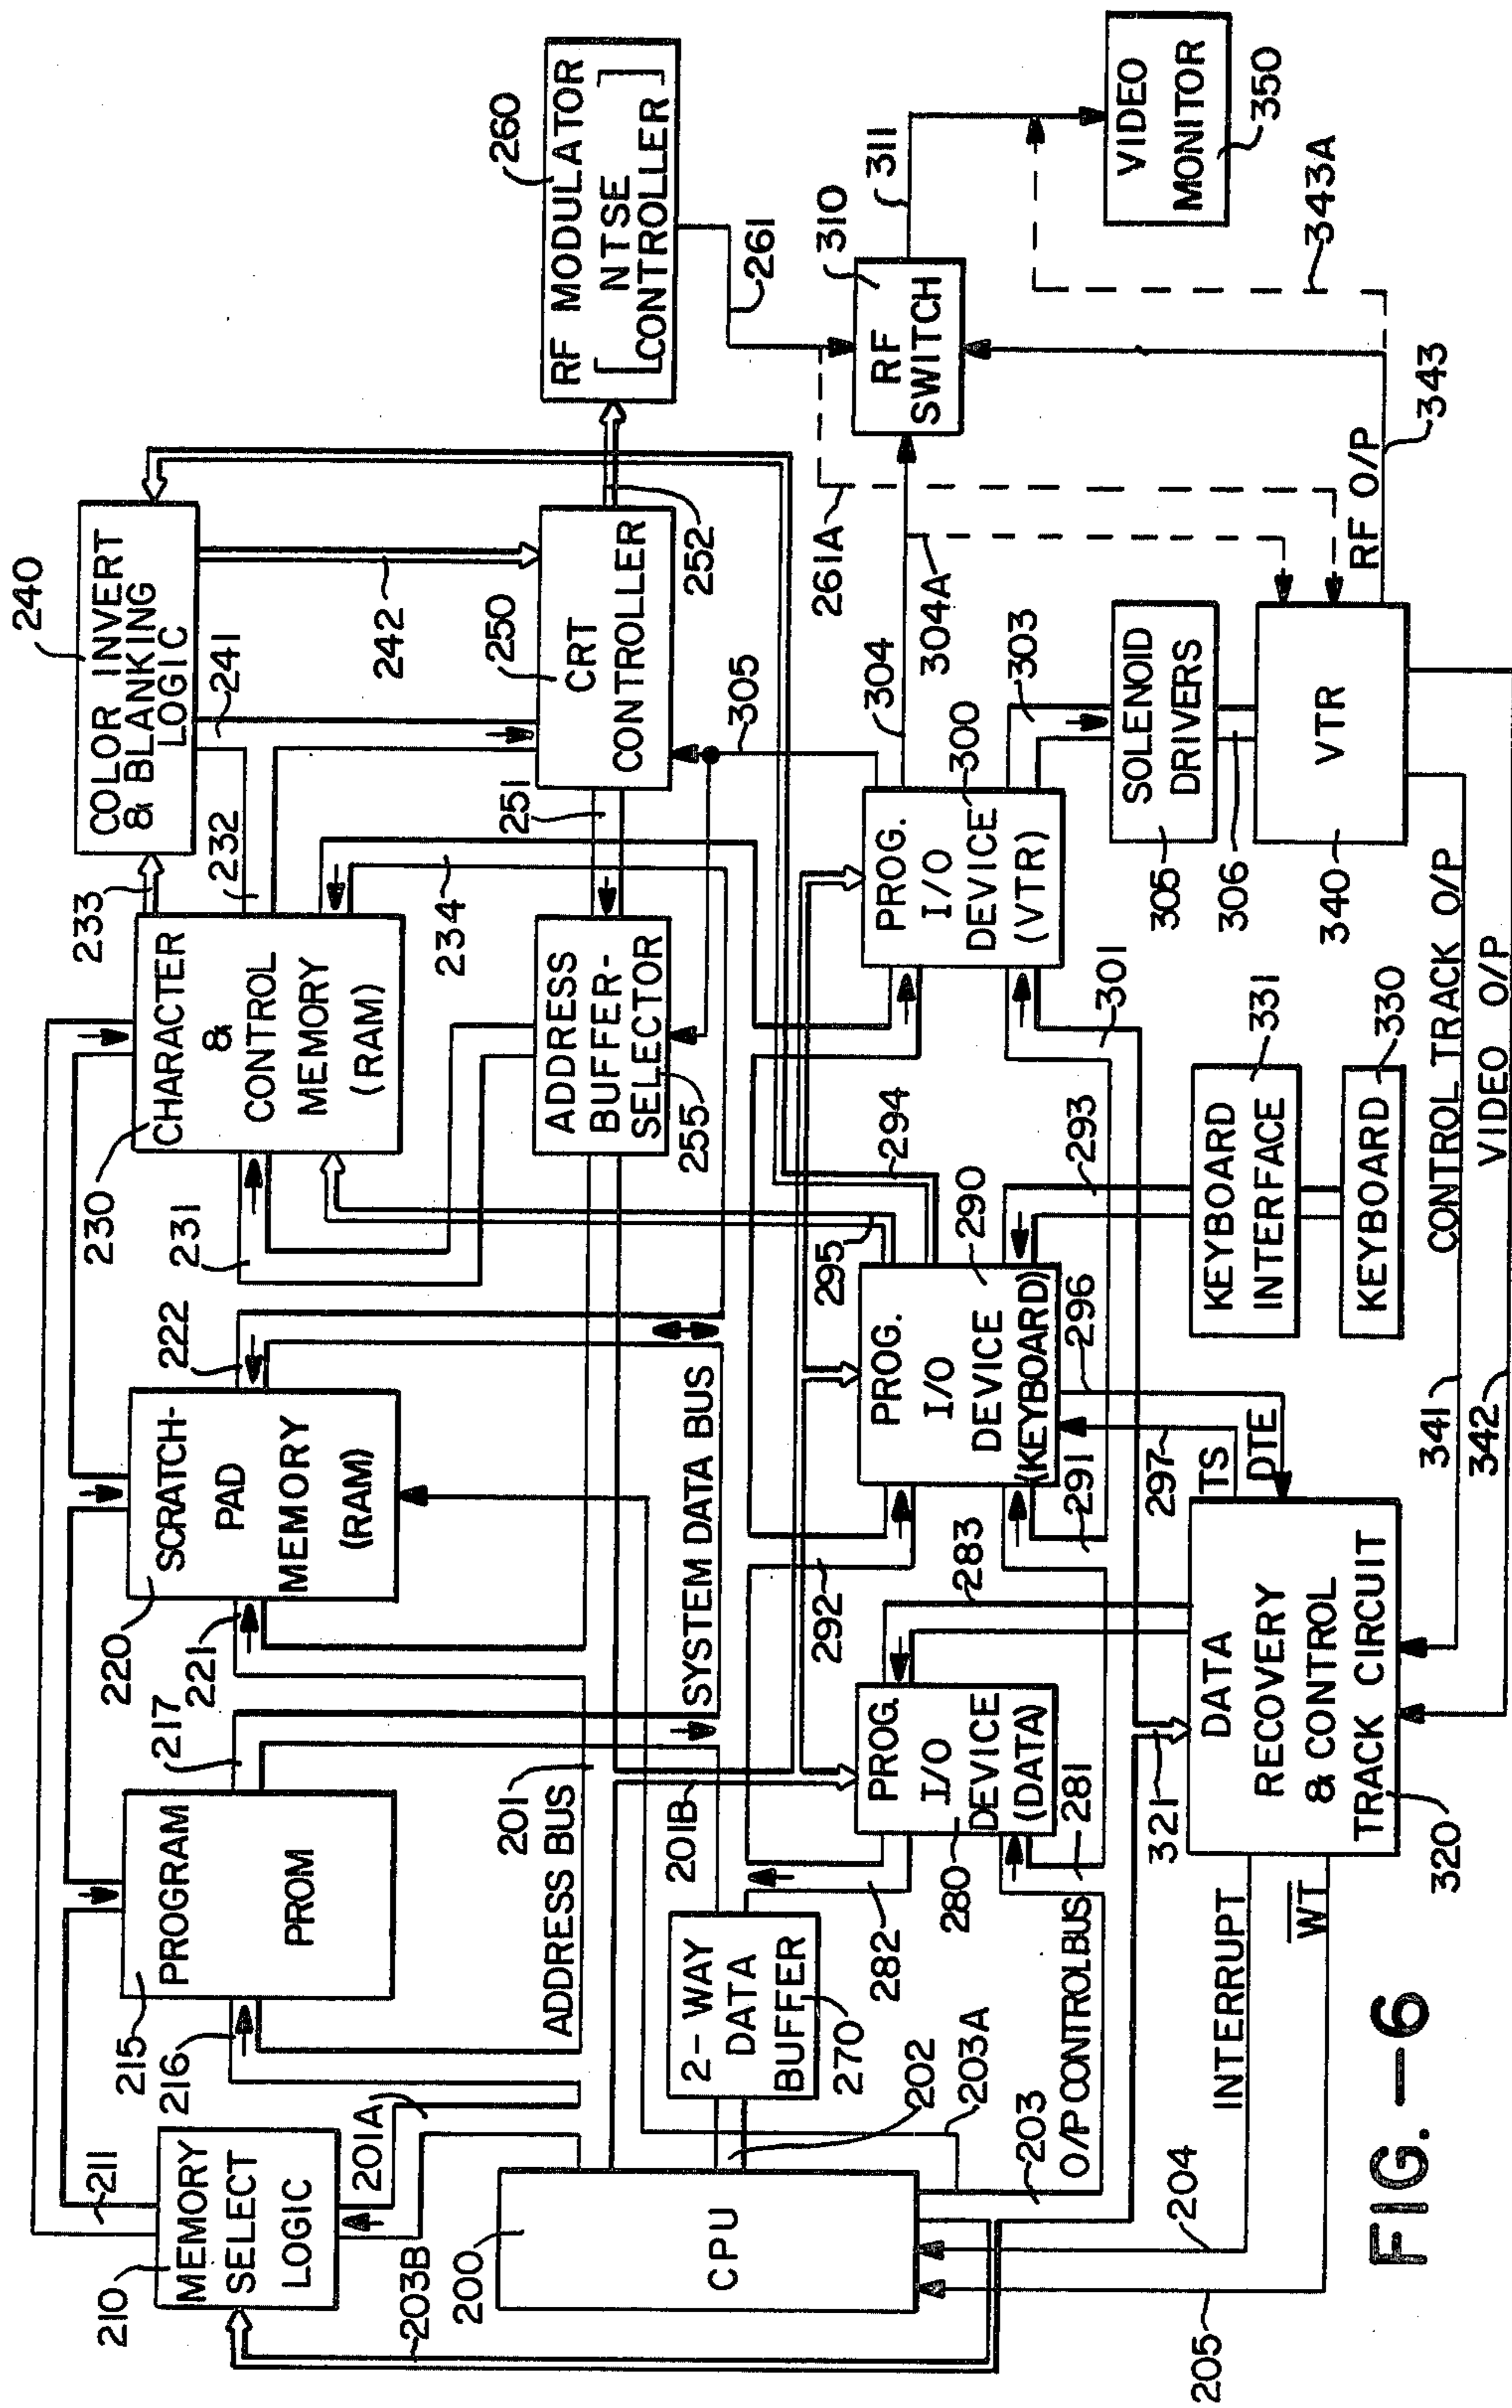 240
COLOR INVERT
& BLANKING
LOGIC
260
RF MODULATOR
[ NTSE ]
CONTROLLER
211
210
MEMORY
SELECT
LOGIC
201A
203B
215
PROGRAM
PROM
216
217
220
SCRATCH-
PAD
MEMORY
(RAM)
221
222
230
CHARACTER
&
CONTROL
MEMORY
(RAM)
231
232
233
234
241
242
250
CRT
CONTROLLER
251
252
255
ADDRESS
BUFFER-
SELECTOR
261
261A
201
ADDRESS BUS
201B
SYSTEM DATA BUS
200
CPU
202
203A
203
2-WAY
DATA
BUFFER
270
282
O/P CONTROL BUS
280
PROG.
I/O
DEVICE
(DATA)
281
283
292
290
PROG.
I/O
DEVICE
(KEYBOARD)
291
293
294
295
296
297
TS
DTE
300
PROG.
I/O
DEVICE
(VTR)
301
303
304
304A
305
310
RF
SWITCH
311
VIDEO
MONITOR
350
343A
343
RF O/P
SOLENOID
DRIVERS
305
306
VTR
340
KEYBOARD
INTERFACE
331
KEYBOARD
330
CONTROL TRACK O/P
VIDEO O/P
341
342
321
DATA
RECOVERY
& CONTROL
TRACK CIRCUIT
320
INTERRUPT
WT
204
205
FIG.-6